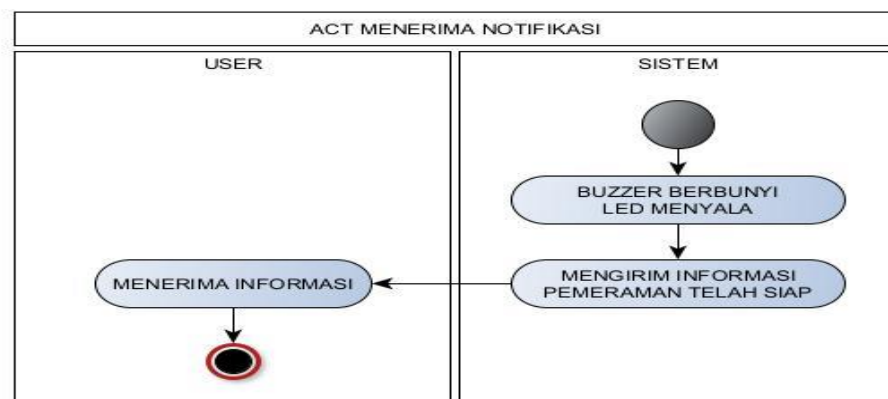 ACT MENERIMA NOTIFIKASI
USER
SISTEM
BUZZER BERBUNYI
LED MENYALA
MENGIRIM INFORMASI
PEMERAMAN TELAH SIAP
MENERIMA INFORMASI